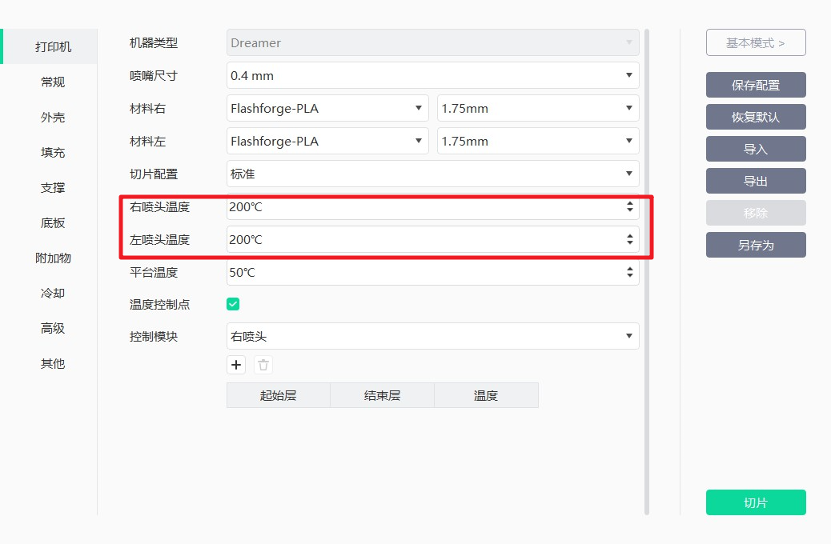 打印机
常规
外壳
填充
支撑
底板
附加物
冷却
高级
其他
机器类型 Dreamer
喷嘴尺寸 0.4 mm
材料右 Flashforge-PLA 1.75mm
材料左 Flashforge-PLA 1.75mm
切片配置 标准
右喷头温度 200℃
左喷头温度 200℃
平台温度 50℃
温度控制点
控制模块 右喷头
起始层 结束层 温度
基本模式 >
保存配置
恢复默认
导入
导出
移除
另存为
切片